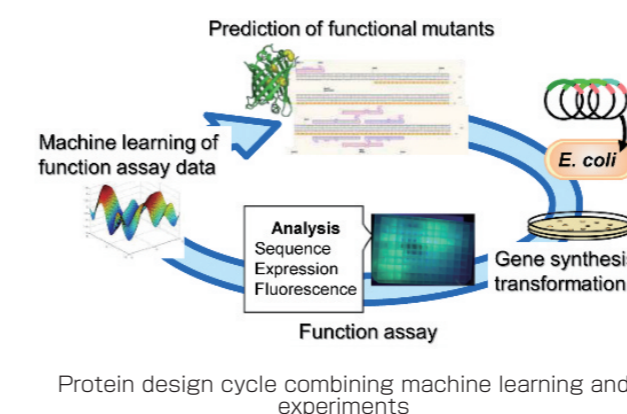 Prediction of functional mutants
Machine learning of
function assay data
E. coli
Analysis
Sequence
Expression
Fluorescence
Gene synthesis
transformation
Function assay
Protein design cycle combining machine learning and
experiments